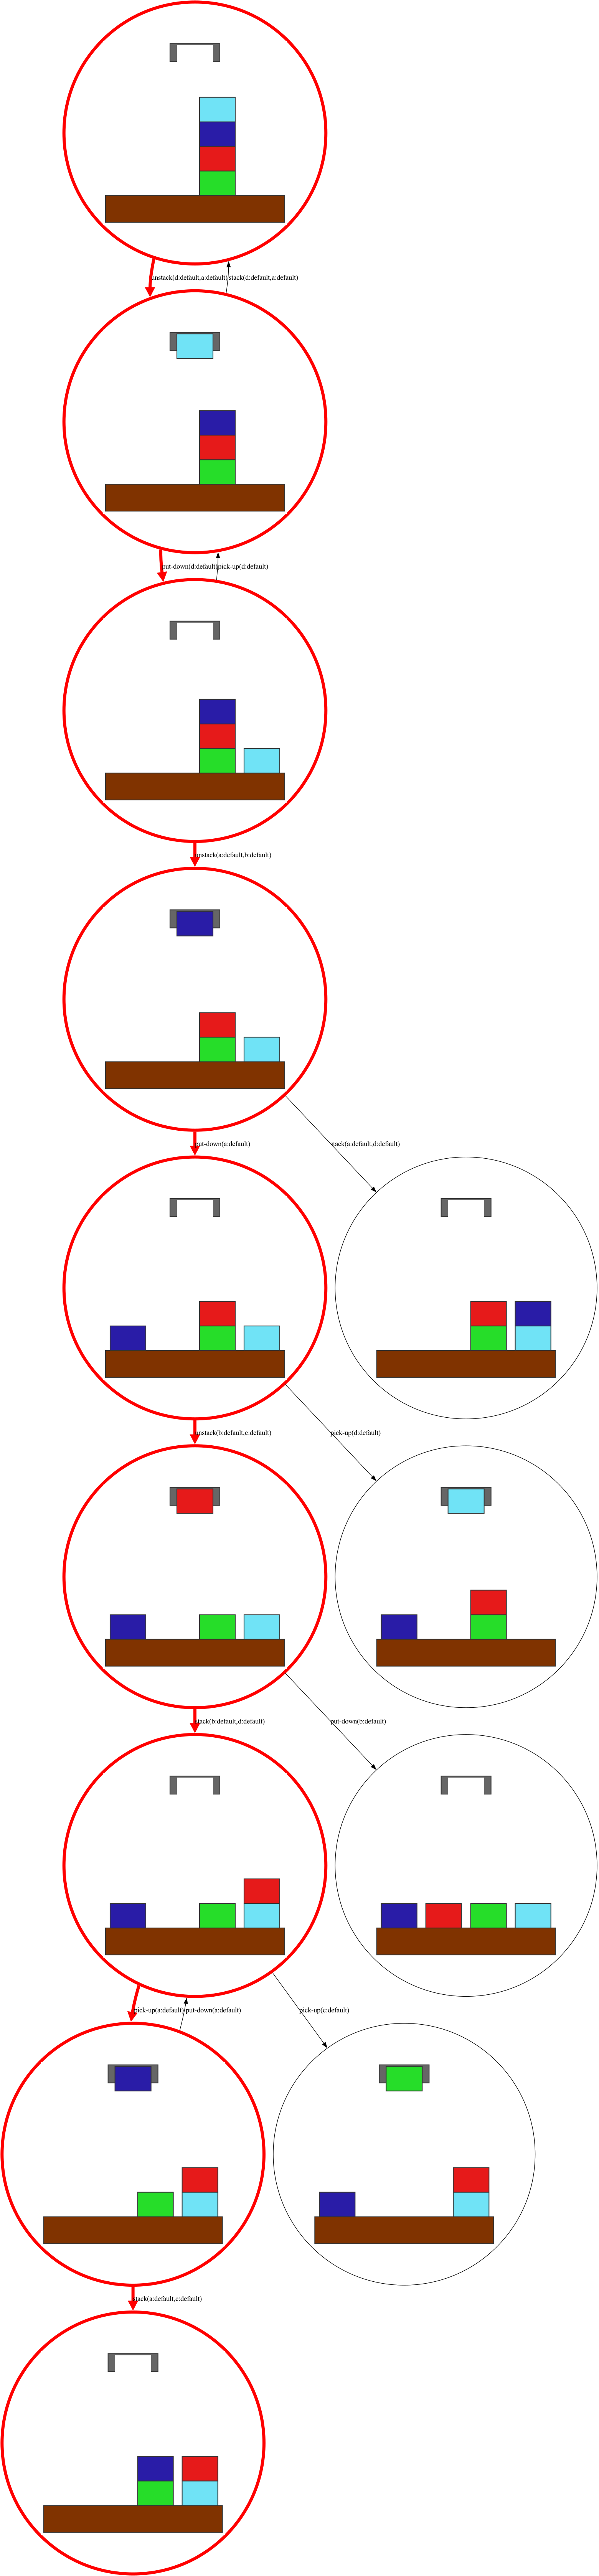 unstack(d:default,a:default) stack(d:default,a:default)
put-down(d:default) pick-up(d:default)
unstack(a:default,b:default)
put-down(a:default) stack(a:default,d:default)
unstack(b:default,c:default) pick-up(d:default)
stack(b:default,d:default) put-down(b:default)
pick-up(a:default) put-down(a:default) pick-up(c:default)
stack(a:default,c:default)